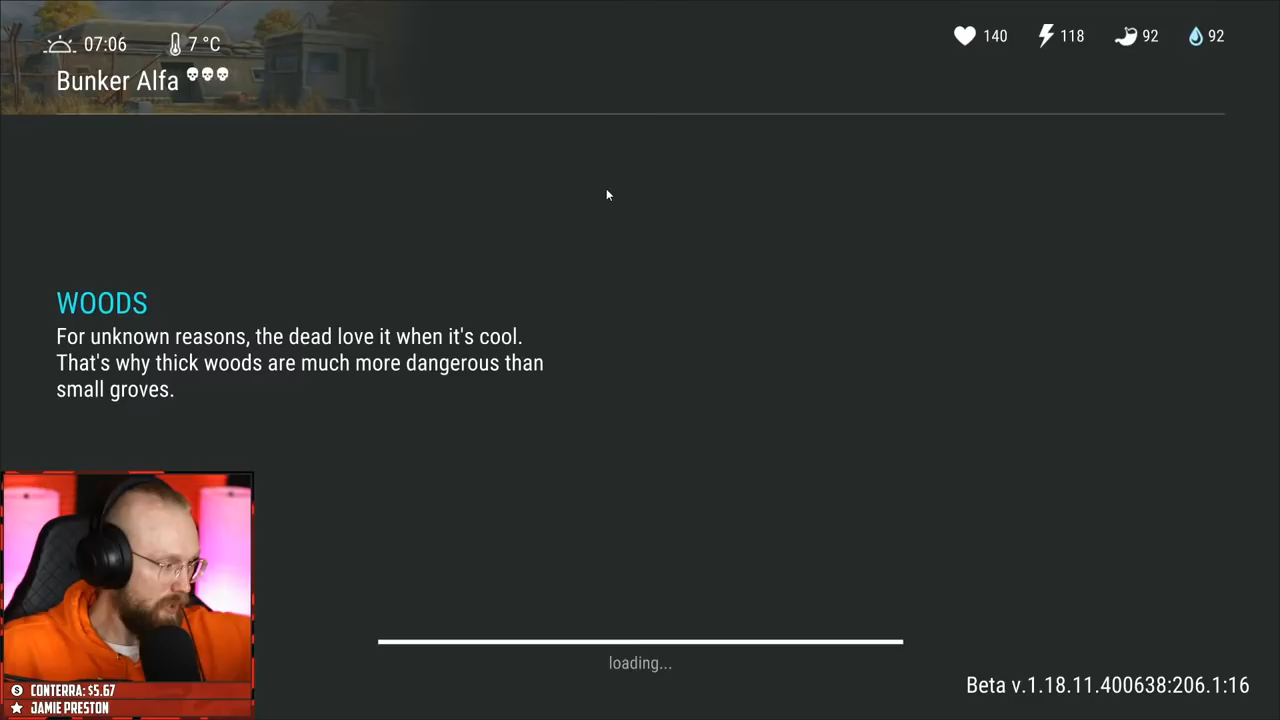 07:06
7 °C
140
118
92
92
Bunker Alfa
WOODS
For unknown reasons, the dead love it when it's cool.
That's why thick woods are much more dangerous than
small groves.
CONTERRA: $5.67
JAMIE PRESTON
loading...
Beta v.1.18.11.400638:206.1:16